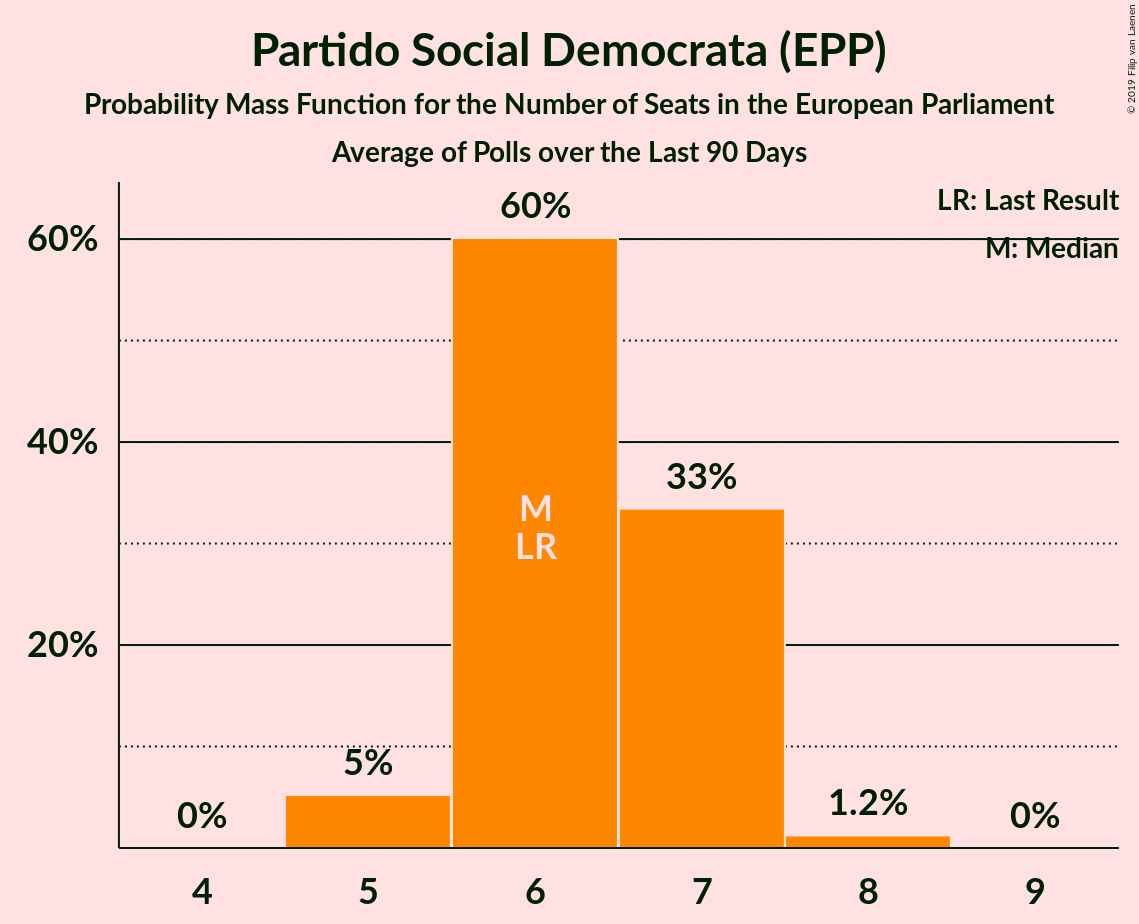 Partido Social Democrata (EPP)
Probability Mass Function for the Number of Seats in the European Parliament
Average of Polls over the Last 90 Days
© 2019 Filip van Laenen
LR: Last Result
M: Median
60%
40%
20%
0%
5%
60%
33%
1.2%
0%
M
LR
4
5
6
7
8
9